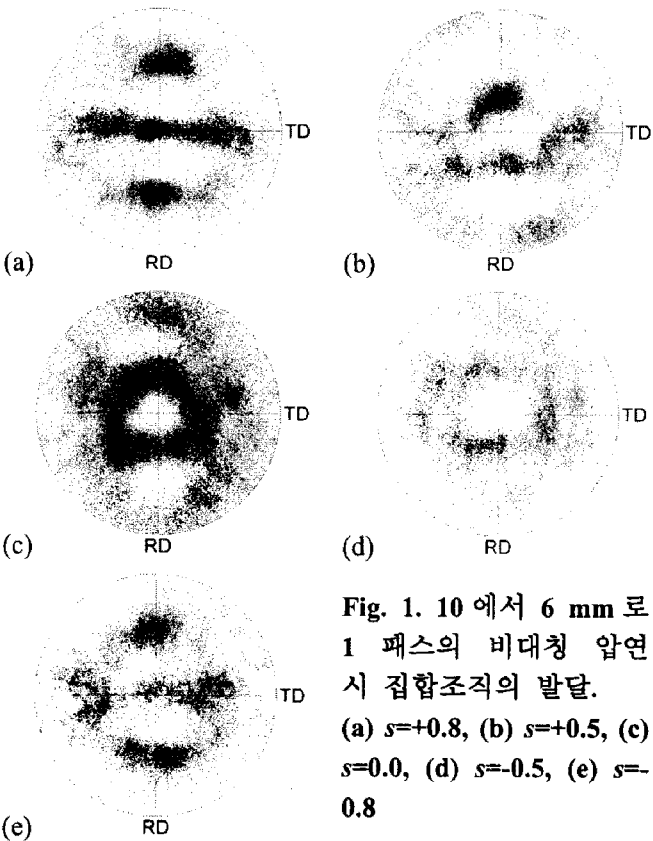 TD
TD
(a)
RD
(b)
RD
TD
TD
(c)
RD
(d)
RD
TD
(e)
RD
Fig. 1. 10 에서 6 mm 로
1 패스의 비대칭 압연
시 집합조직의 발달.
(a) s=+0.8, (b) s=+0.5, (c)
s=0.0, (d) s=-0.5, (e) s=-
0.8